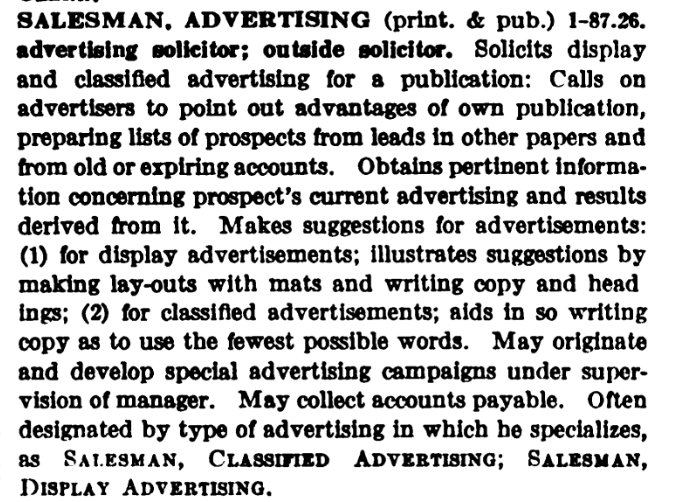 SALESMAN, ADVERTISING (print. & pub.) 1-87.26.
advertising solicitor; outside solicitor. Solicits display
and classified advertising for a publication: Calls on
advertisers to point out advantages of own publication,
preparing lists of prospects from leads in other papers and
from old or expiring accounts. Obtains pertinent informa-
tion concerning prospect's current advertising and results
derived from it. Makes suggestions for advertisements:
(1) for display advertisements; illustrates suggestions by
making lay-outs with mats and writing copy and head
ings; (2) for classified advertisements; aids in so writing
copy as to use the fewest possible words. May originate
and develop special advertising campaigns under super-
vision of manager. May collect accounts payable. Often
designated by type of advertising in which he specializes,
as SALESMAN, CLASSIFIED ADVERTISING; SALESMAN,
DISPLAY ADVERTISING.